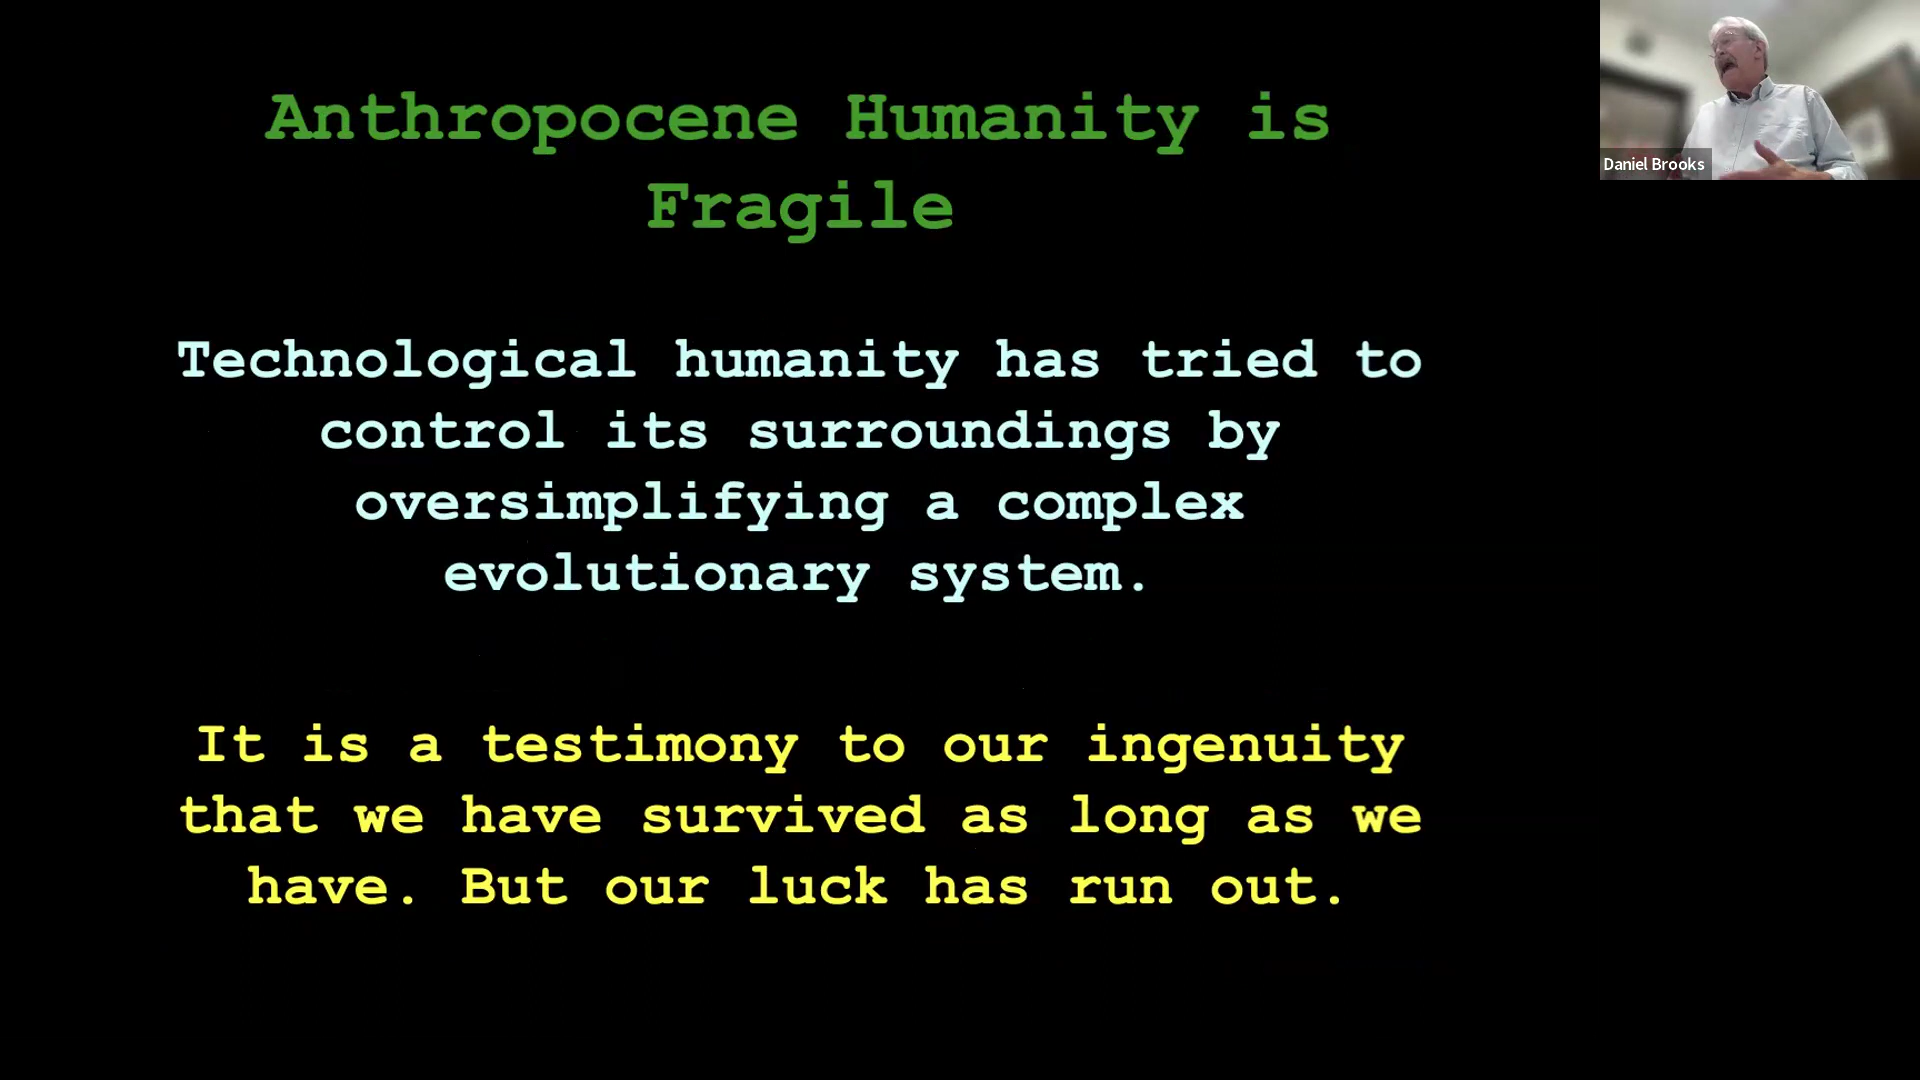 Anthropocene Humanity is
Fragile
Technological humanity has tried to
control its surroundings by
oversimplifying a complex
evolutionary system.
It is a testimony to our ingenuity
that we have survived as long as we
have. But our luck has run out.
Daniel Brooks